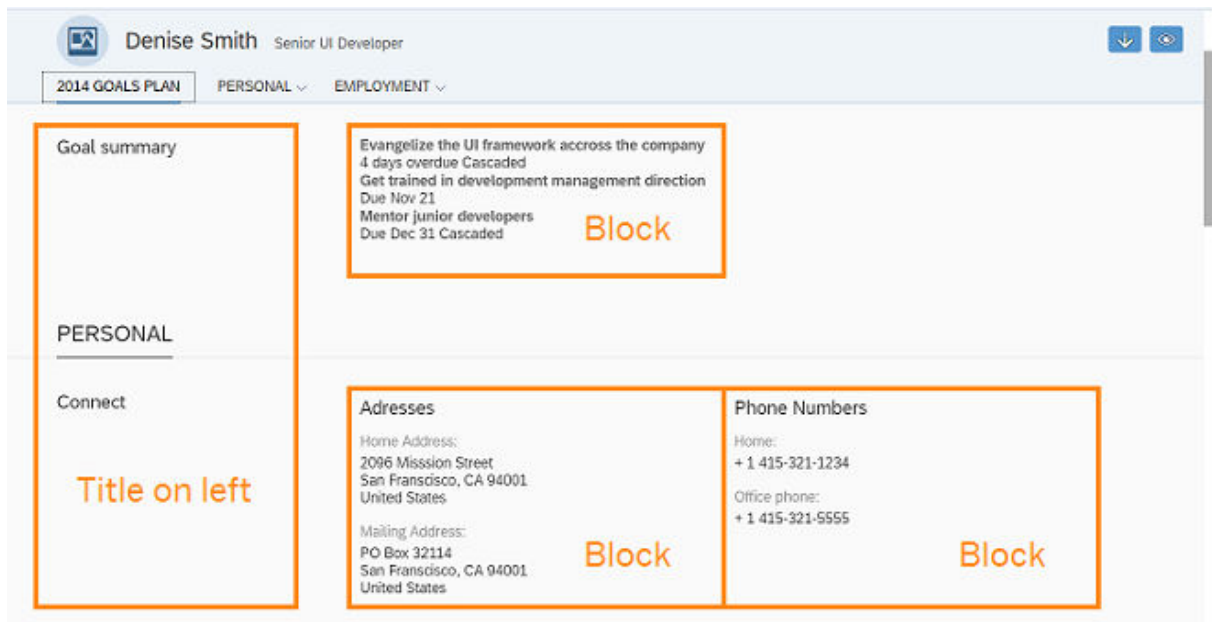 Denise Smith Senior UI Developer
2014 GOALS PLAN PERSONAL EMPLOYMENT
Goal summary
Evangelize the UI framework accross the company
4 days overdue Cascaded
Get trained in development management direction
Due Nov 21
Mentor junior developers
Due Dec 31 Cascaded
Block
PERSONAL
Connect
Title on left
Adresses
Home Address:
2096 Misssion Street
San Franscisco, CA 94001
United States
Mailing Address:
PO Box 32114
San Franscisco, CA 94001
United States
Block
Phone Numbers
Home:
+ 1 415-321-1234
Office phone:
+ 1 415-321-5555
Block